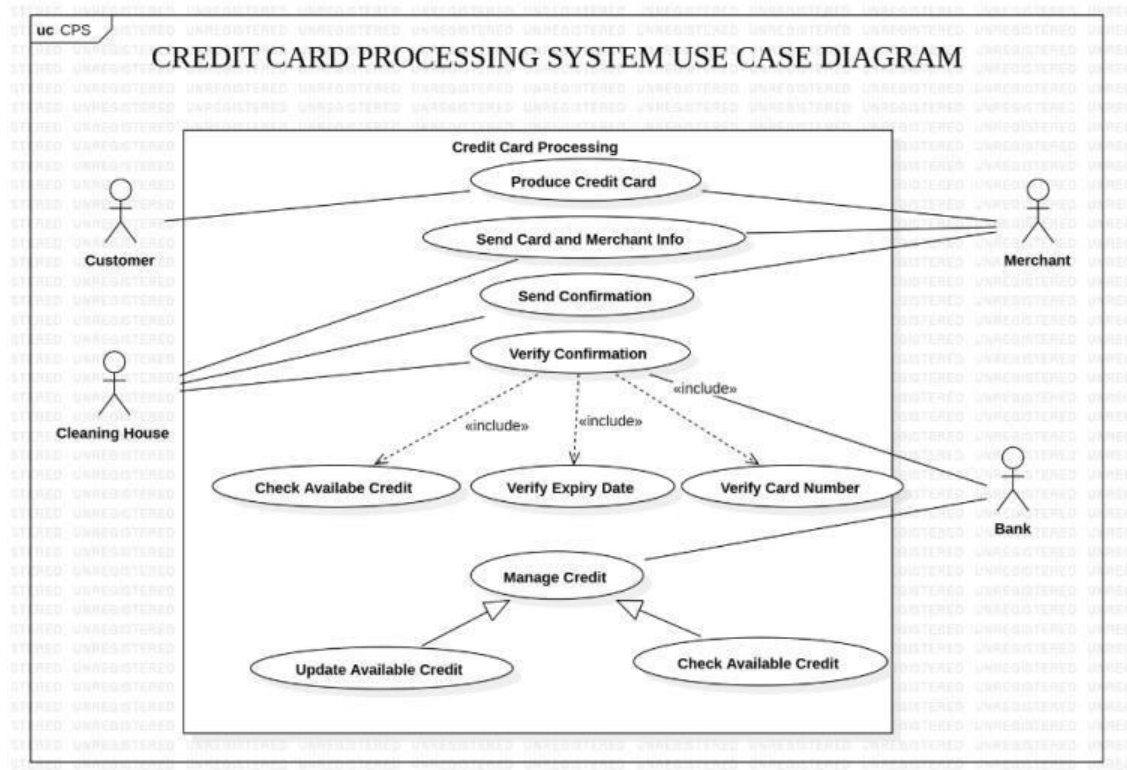 uc CPS
CREDIT CARD PROCESSING SYSTEM USE CASE DIAGRAM
Credit Card Processing
Produce Credit Card
Send Card and Merchant Info
Customer
Merchant
Send Confirmation
Verify Confirmation
«include»
«include»
«include»
Cleaning House
Check Availabe Credit
Verify Expiry Date
Verify Card Number
Bank
Manage Credit
Update Available Credit
Check Available Credit
UNREGISTERED